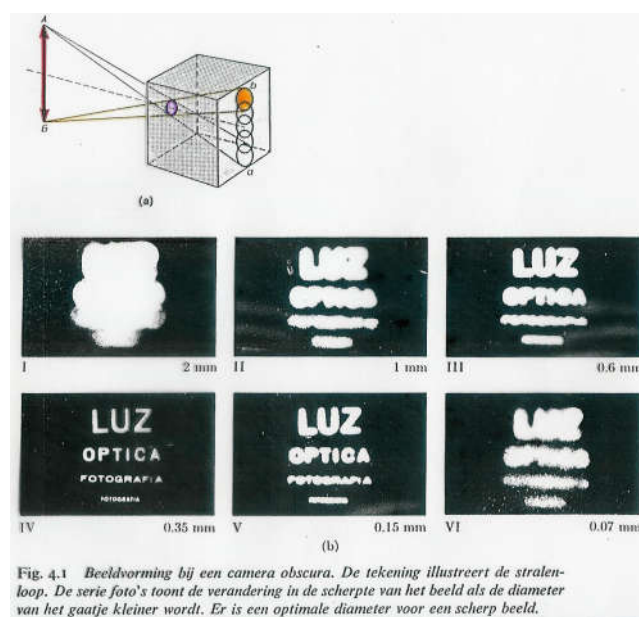 A
B
b
a
(a)
LUZ
OPTICA
LUZ
OPTICA
FOTOGRAFIA
I 2 mm II 1 mm III 0.6 mm
LUZ
OPTICA
FOTOGRAFIA
FOTOGRAFIA
LUZ
OPTICA
FOTOGRAFIA
LUZ
IV 0.35 mm V 0.15 mm VI 0.07 mm
(b)
Fig. 4.1 Beeldvorming bij een camera obscura. De tekening illustreert de stralen-
loop. De serie foto's toont de verandering in de scherpte van het beeld als de diameter
van het gaatje kleiner wordt. Er is een optimale diameter voor een scherp beeld.